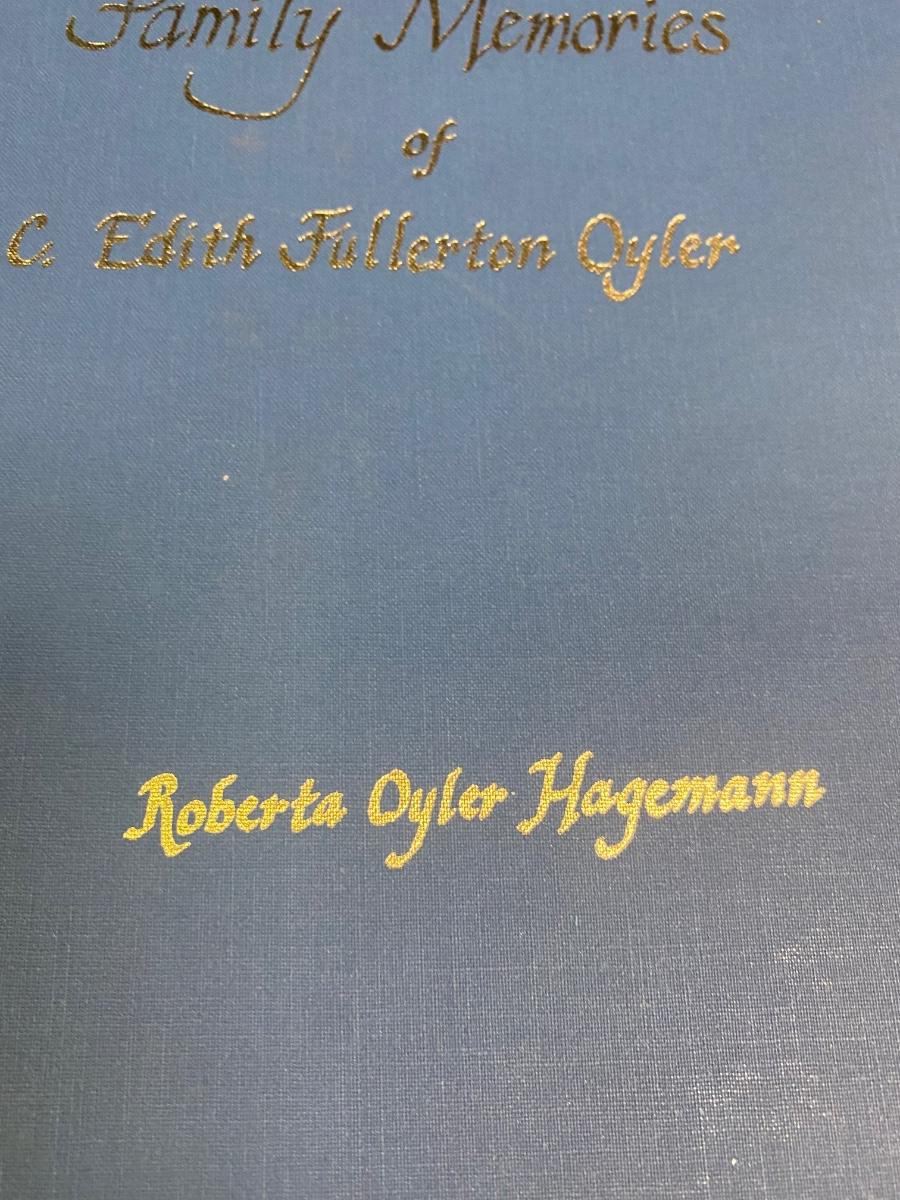 Family Memories
of
C. Edith Fullerton Oyler
Roberta Oyler Hagemann